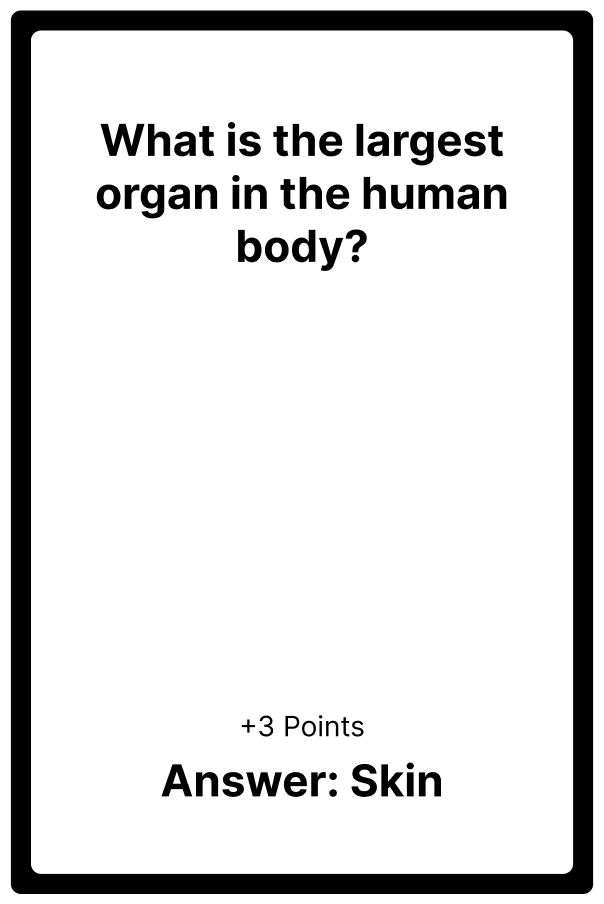 What is the largest
organ in the human
body?
+3 Points
Answer: Skin